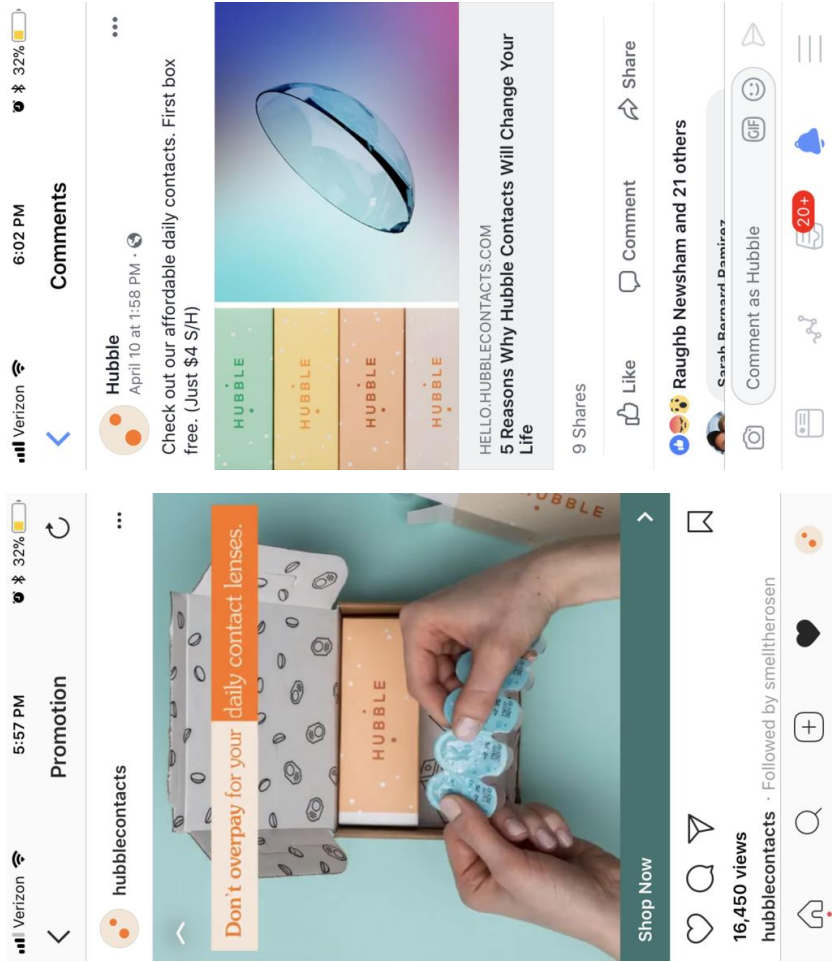 Verizon
5:57 PM
32%
Promotion
hubblecontacts
Don't overpay for your daily contact lenses.
HUBBLE
HUBBLE
Shop Now
16,450 views
hubblecontacts · Followed by smelltherosen
Verizon
6:02 PM
32%
Comments
Hubble
April 10 at 1:58 PM ·
Check out our affordable daily contacts. First box
free. (Just $4 S/H)
HUBBLE
HUBBLE
HUBBLE
HUBBLE
HELLO.HUBBLECONTACTS.COM
5 Reasons Why Hubble Contacts Will Change Your
Life
9 Shares
Like
Comment
Share
Raughb Newsham and 21 others
Sarah Bernard Ramirez
Comment as Hubble
GIF
20+